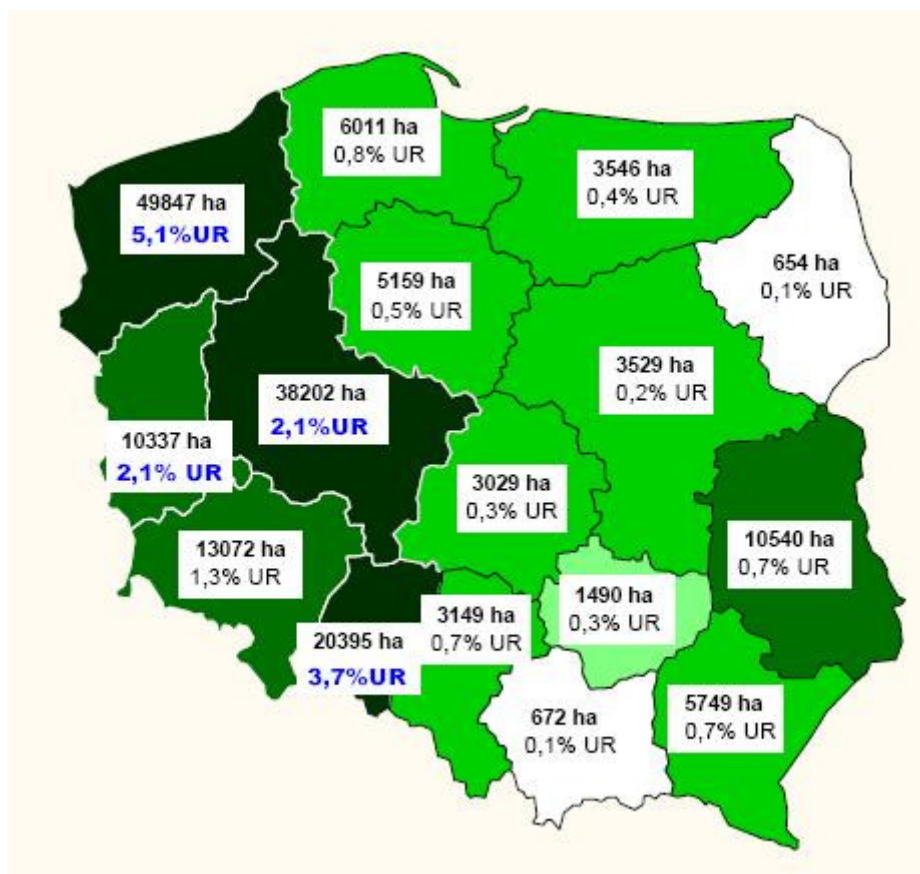 6011 ha
0,8% UR
3546 ha
0,4% UR
49847 ha
5,1%UR
654 ha
0,1% UR
5159 ha
0,5% UR
3529 ha
0,2% UR
38202 ha
2,1%UR
10337 ha
2,1% UR
3029 ha
0,3% UR
10540 ha
0,7% UR
13072 ha
1,3% UR
1490 ha
0,3% UR
3149 ha
0,7% UR
20395 ha
3,7%UR
5749 ha
0,7% UR
672 ha
0,1% UR